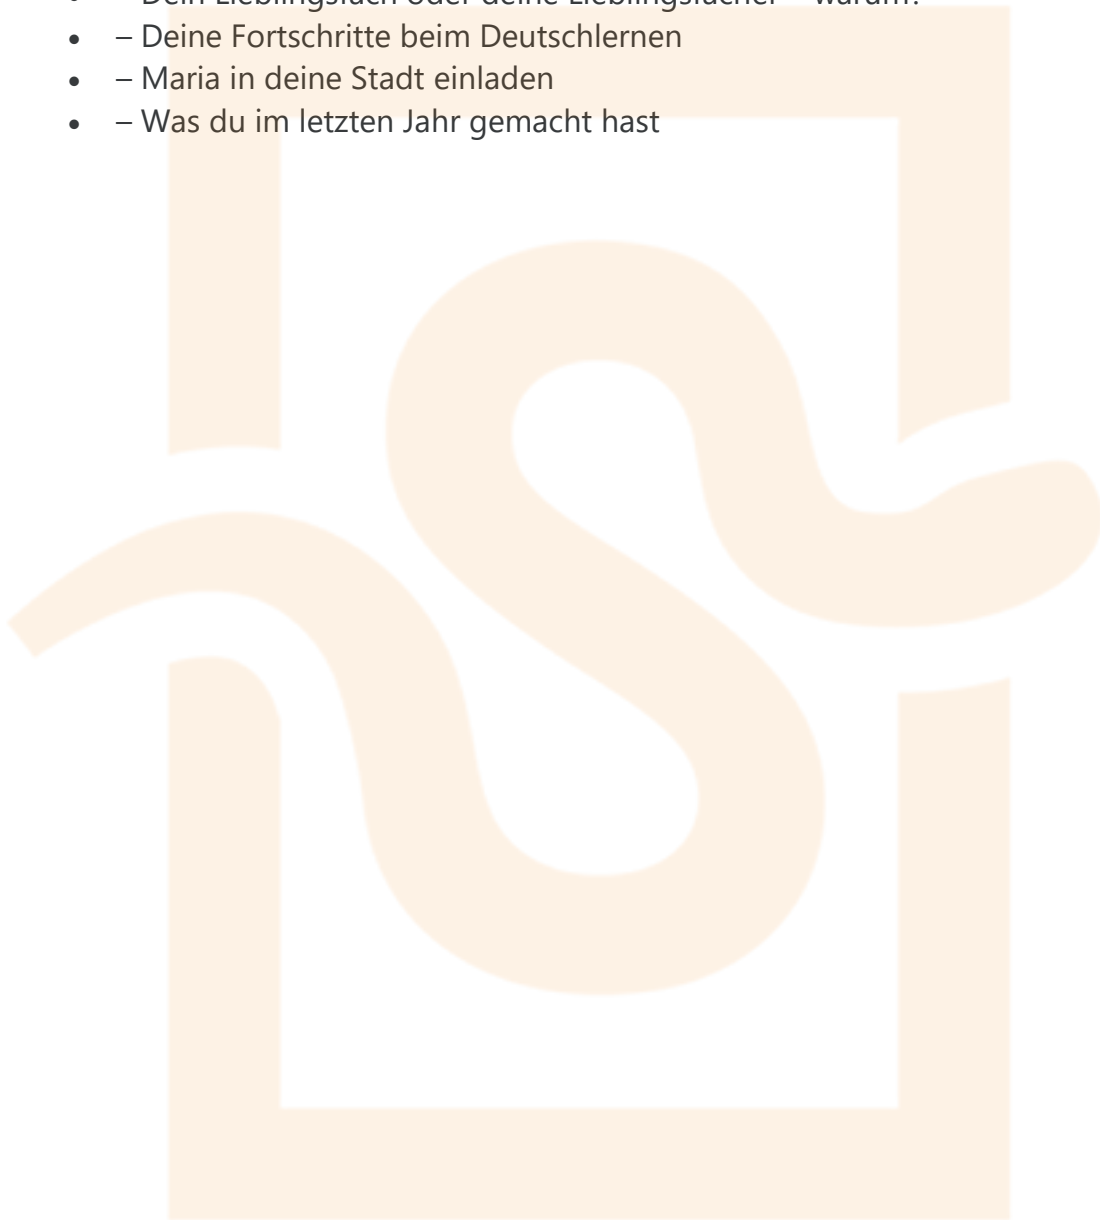 • – Dein Lieblingsfach oder deine Lieblingsfächer – warum?
• – Deine Fortschritte beim Deutschlernen
• – Maria in deine Stadt einladen
• – Was du im letzten Jahr gemacht hast